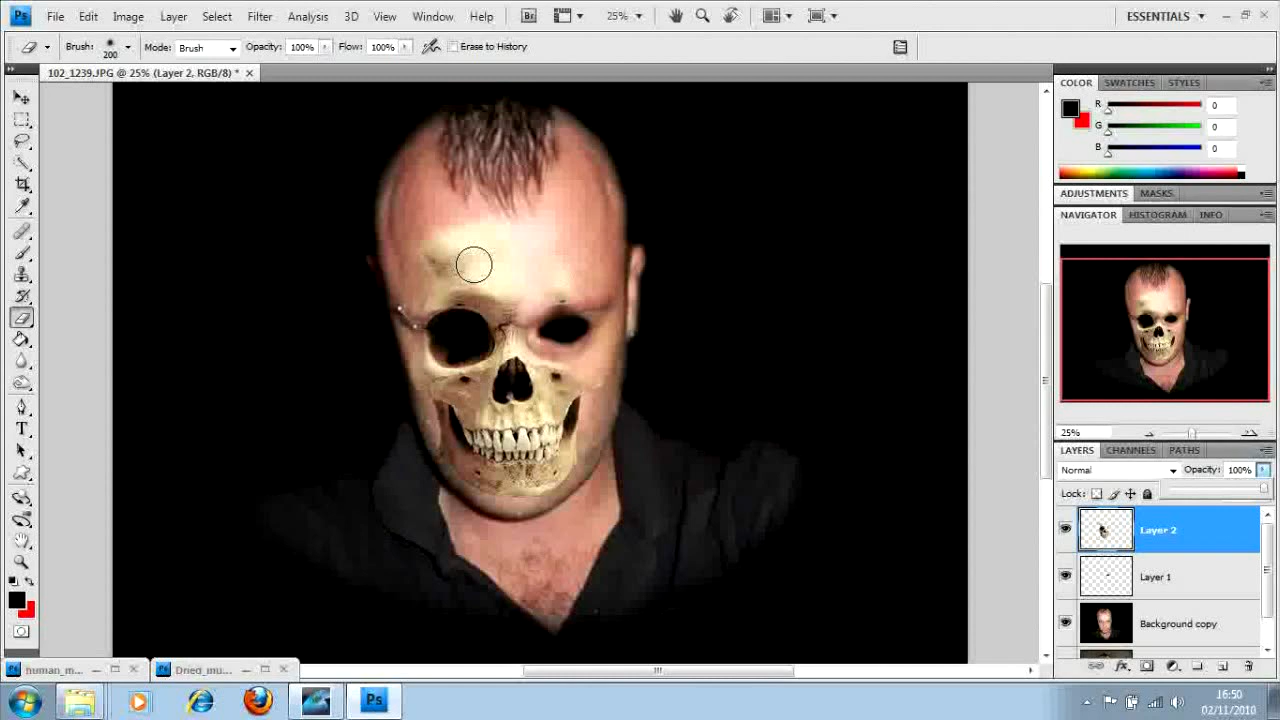 Ps File Edit Image Layer Select Filter Analysis 3D View Window Help Br 25% ESSENTIALS
Brush: 200 Mode: Brush Opacity: 100% Flow: 100% Erase to History
102_1239.JPG @ 25% (Layer 2, RGB/8) *
COLOR SWATCHES STYLES
R 0
G 0
B 0
ADJUSTMENTS MASKS
NAVIGATOR HISTOGRAM INFO
25%
LAYERS CHANNELS PATHS
Normal Opacity: 100%
Lock:
Layer 2
Layer 1
Background copy
T
Ps human_m... Ps Dried_mu...
Ps
16:50
02/11/2010